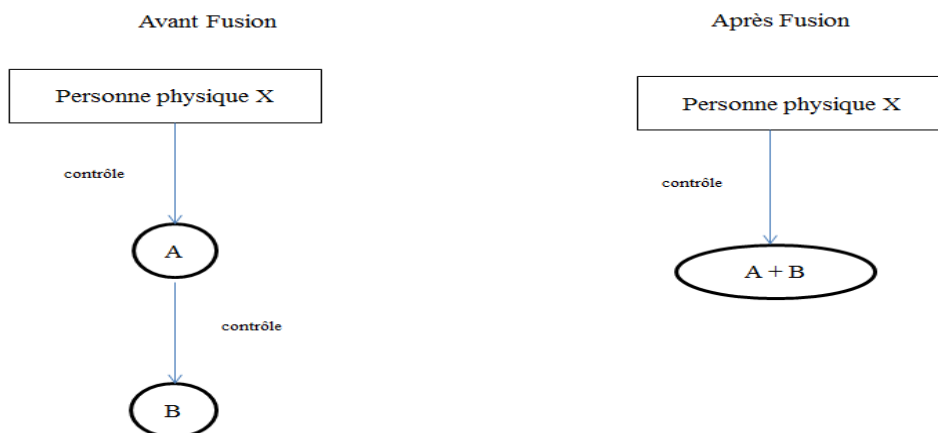 Avant Fusion
Personne physique X
contrôle
A
contrôle
B
Après Fusion
Personne physique X
contrôle
A + B